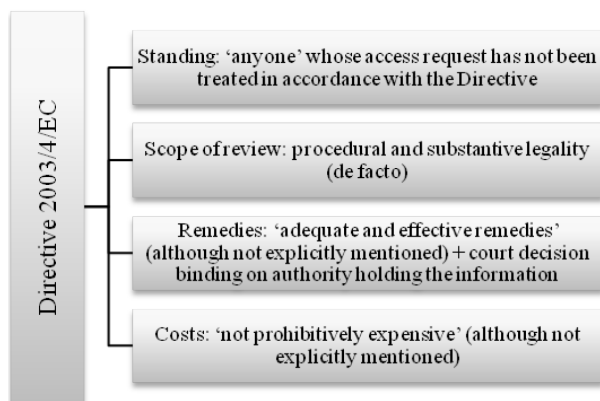 Directive 2003/4/EC
Standing: ‘anyone’ whose access request has not been
treated in accordance with the Directive
Scope of review: procedural and substantive legality
(de facto)
Remedies: ‘adequate and effective remedies’
(although not explicitly mentioned) + court decision
binding on authority holding the information
Costs: ‘not prohibitively expensive’ (although not
explicitly mentioned)